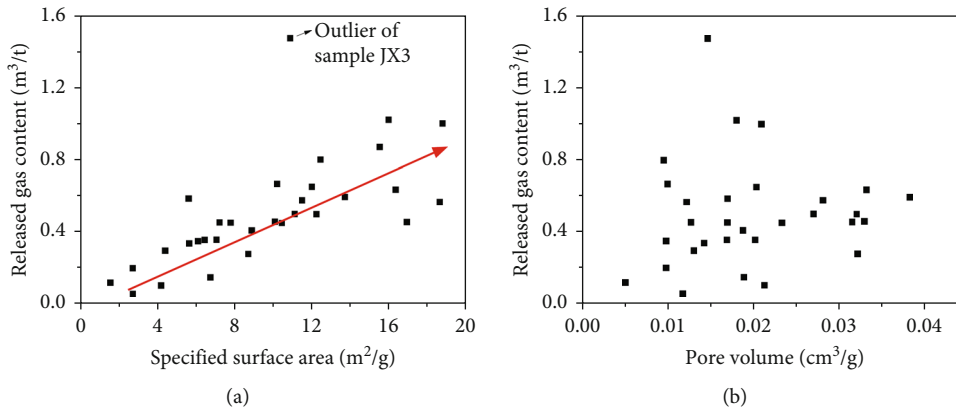 1.6
1.2
0.8
0.4
0.0
Released gas content (m³/t)
Outlier of
sample JX3
0 4 8 12 16 20
Specified surface area (m²/g)
(a)
1.6
1.2
0.8
0.4
0.0
Released gas content (m³/t)
0.00 0.01 0.02 0.03 0.04
Pore volume (cm³/g)
(b)